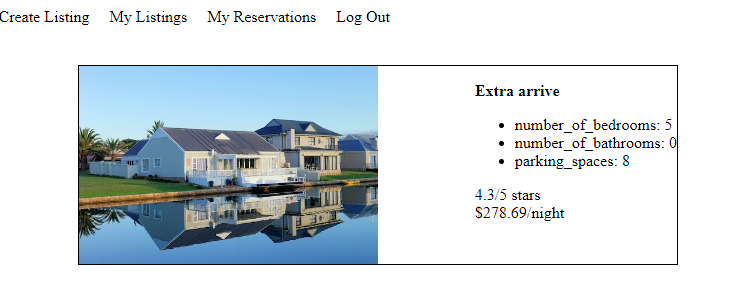 Create Listing My Listings My Reservations Log Out
Extra arrive
number_of_bedrooms: 5
number_of_bathrooms: 0
parking_spaces: 8
4.3/5 stars
$278.69/night